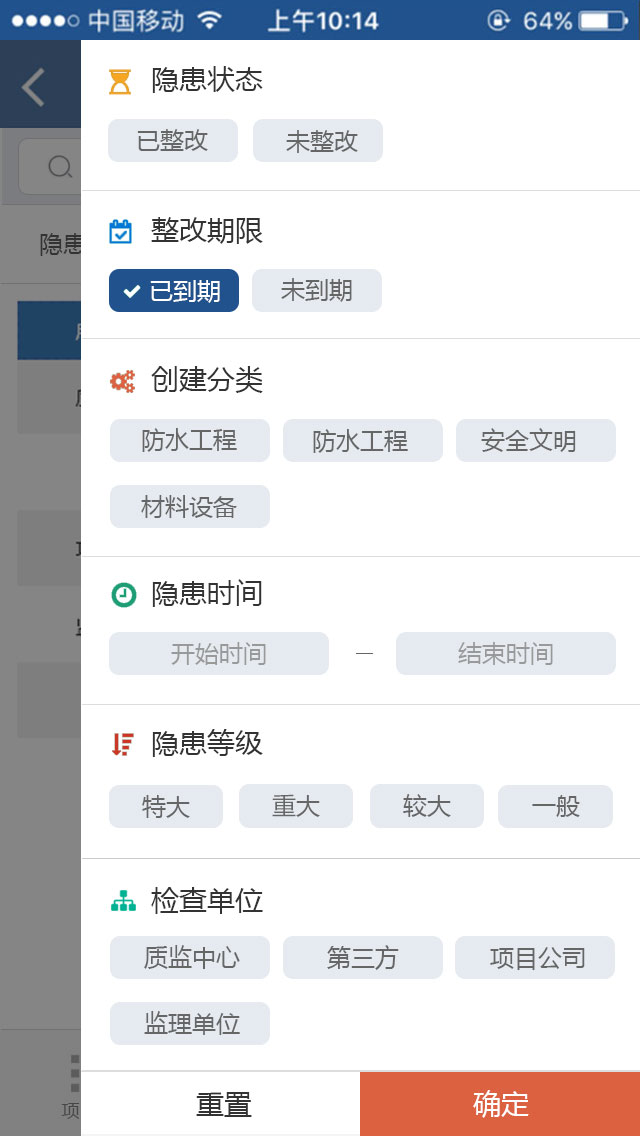 中国移动 上午10:14 64%
隐患状态
已整改 未整改
整改期限
已到期 未到期
创建分类
防水工程 防水工程 安全文明
材料设备
隐患时间
开始时间 — 结束时间
隐患等级
特大 重大 较大 一般
检查单位
质监中心 第三方 项目公司
监理单位
重置 确定
隐患
项